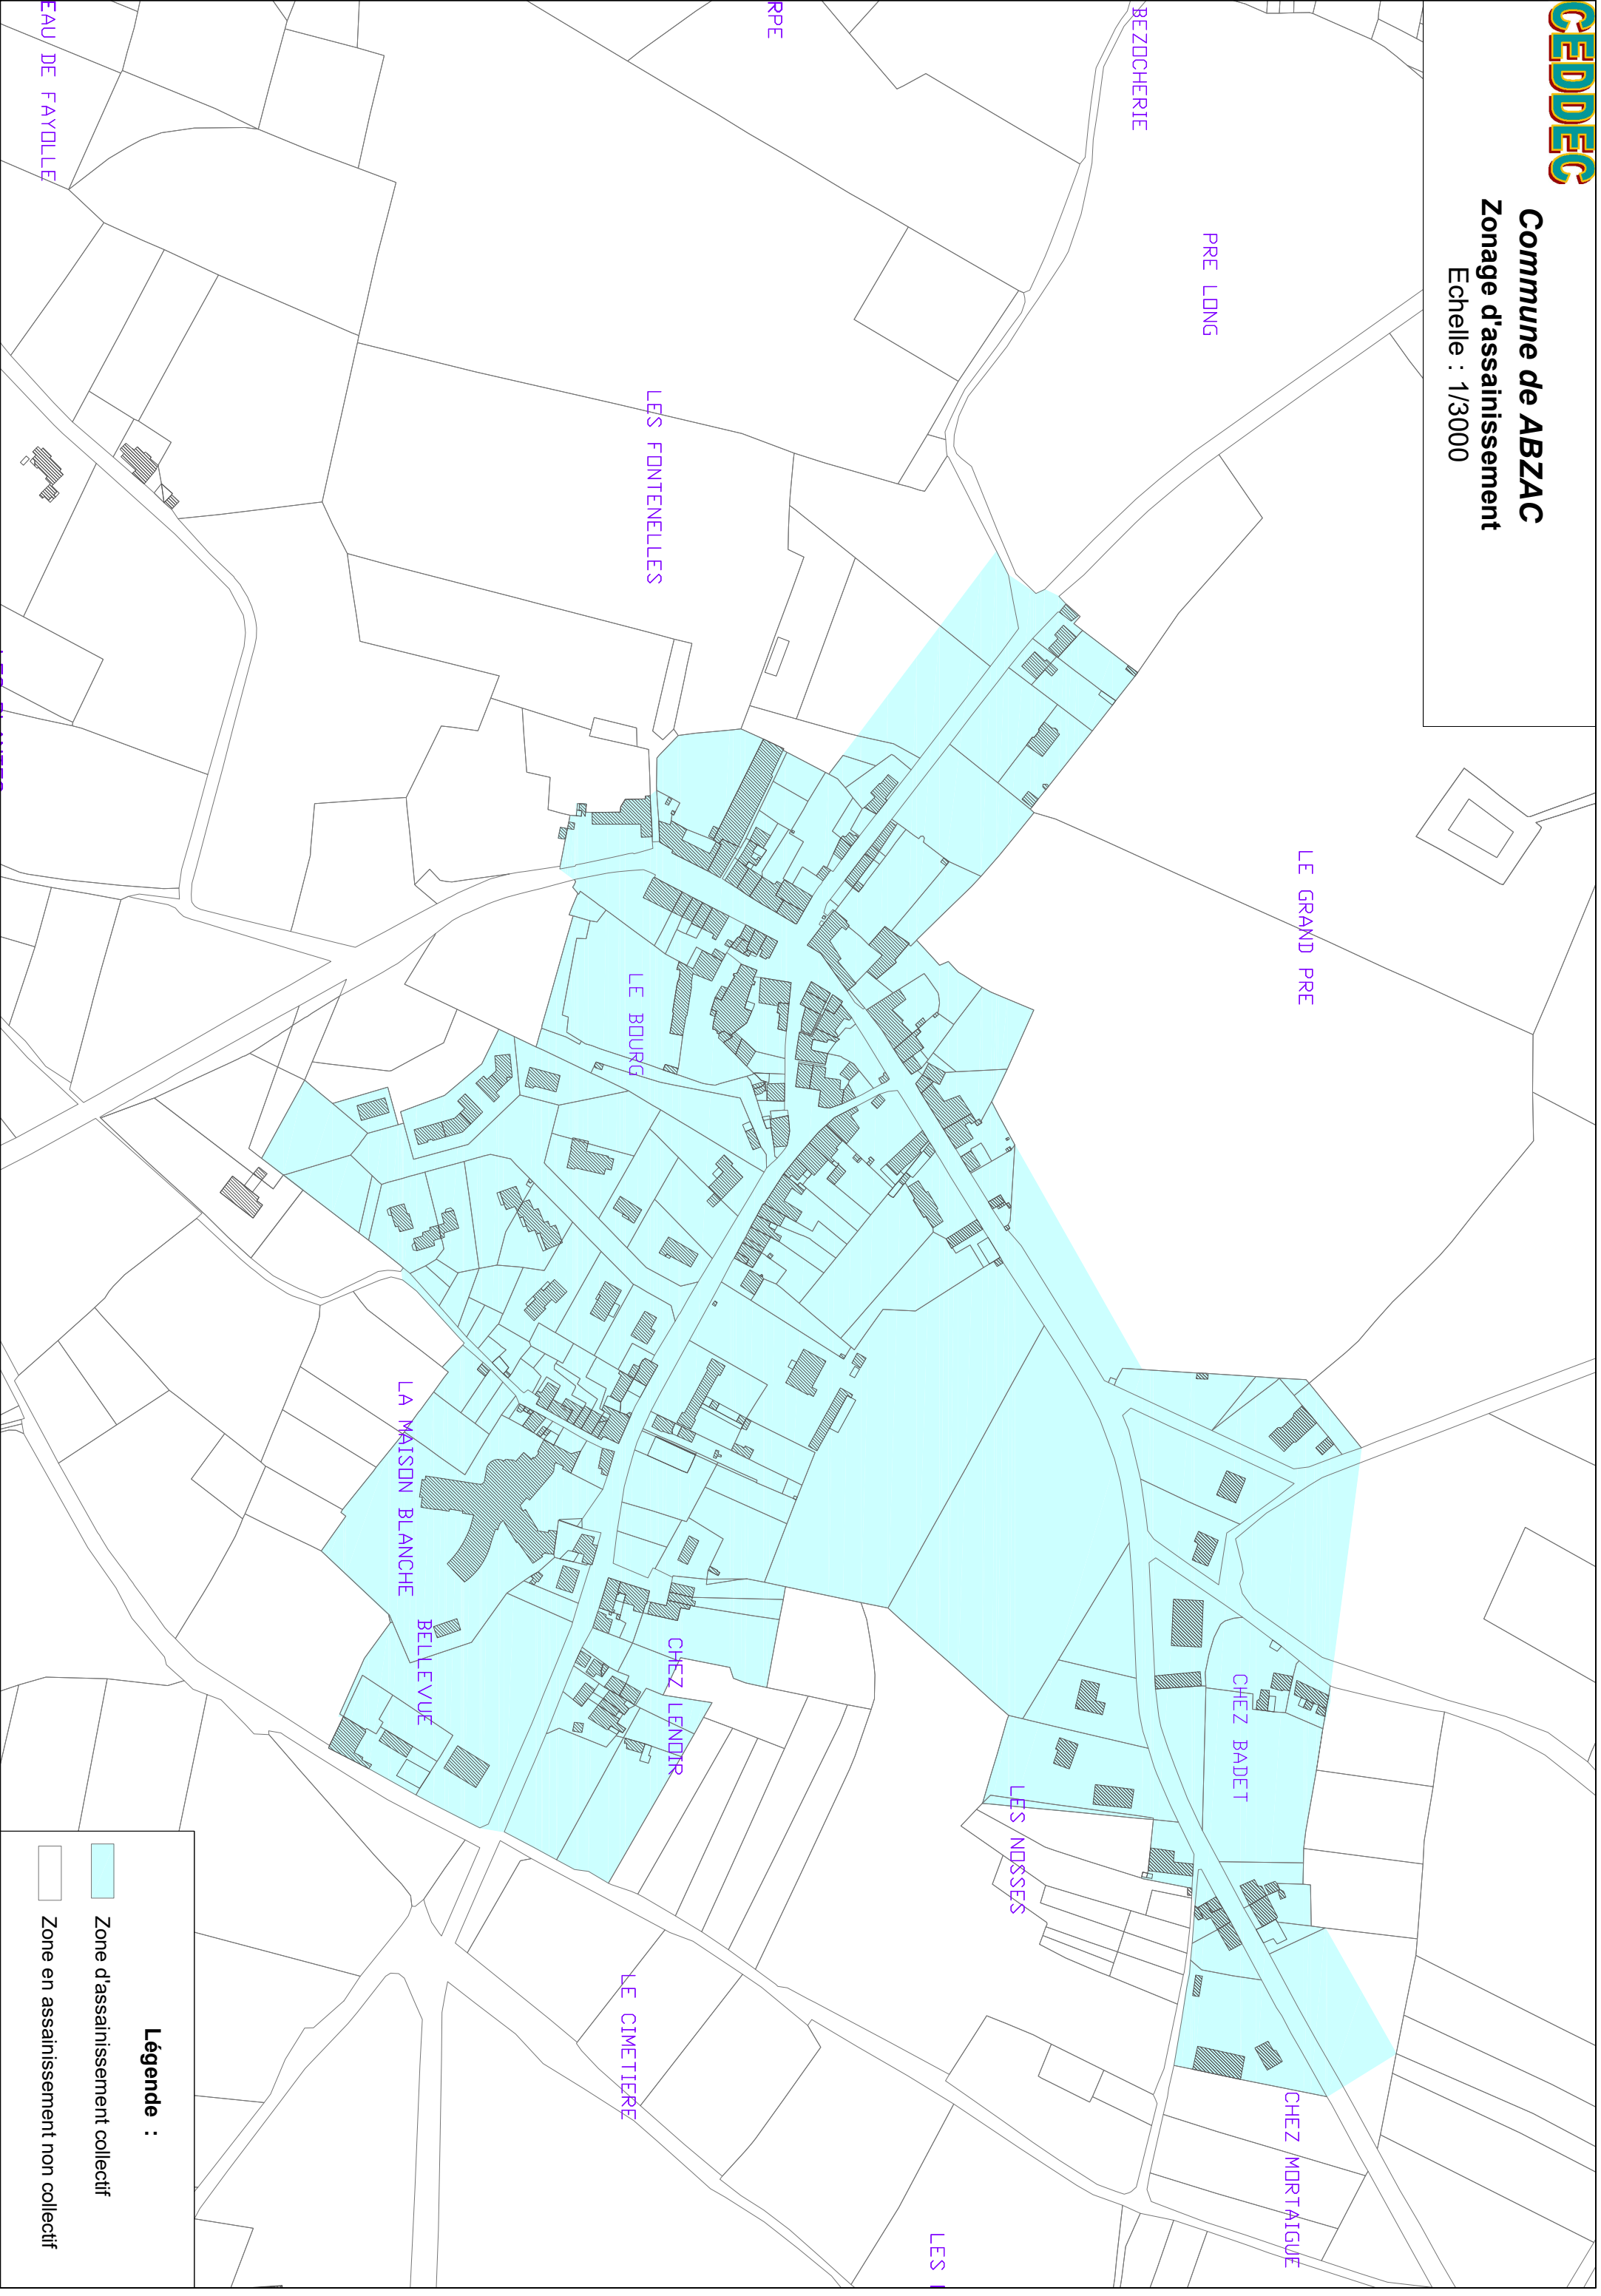 CEDDEC
Commune de ABZAC
Zonage d'assainissement
Echelle : 1/3000
BEZOCHERIE
PRE LONG
LE GRAND PRE
LES FONTENELLES
LE BOURG
LA MAISON BLANCHE
BELLEVUE
CHEZ LENOIR
CHEZ BADET
LES NOSSES
LE CIMETIERE
CHEZ MORTAIGUE
LES
EAU DE FAYOLLE
RPE
Légende :
Zone d'assainissement collectif
Zone en assainissement non collectif